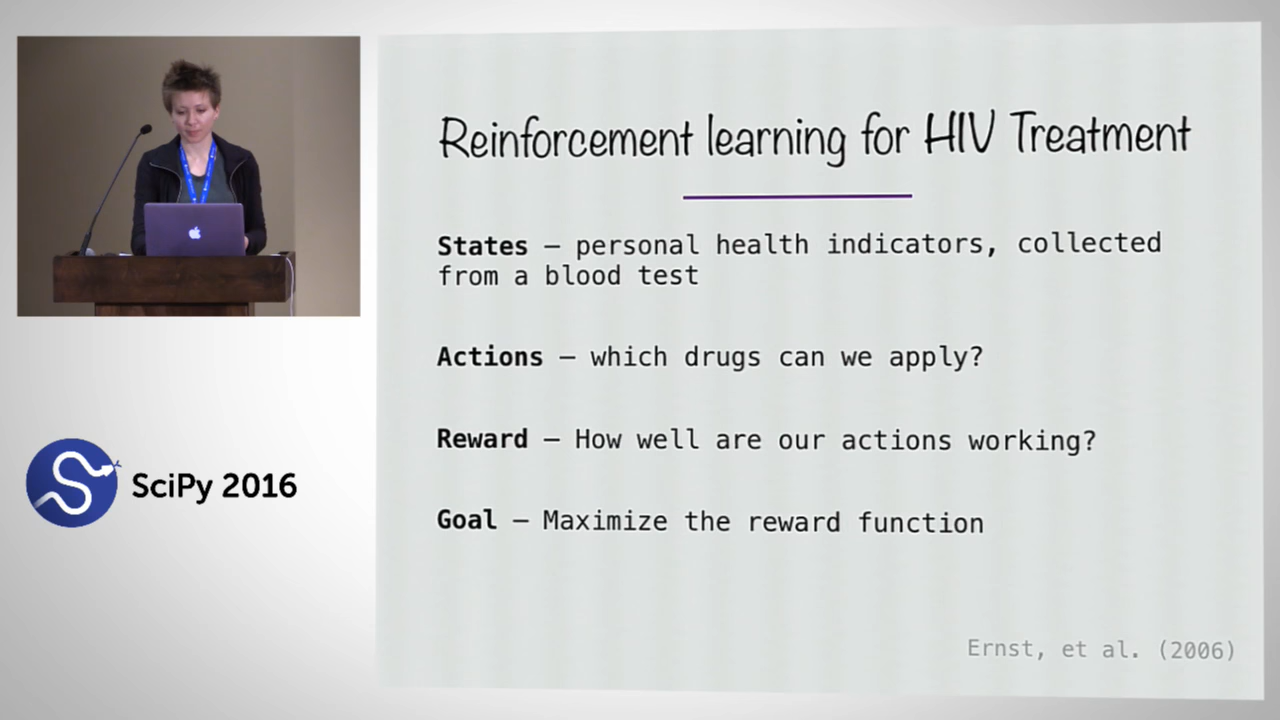 Reinforcement learning for HIV Treatment
States – personal health indicators, collected
from a blood test
Actions – which drugs can we apply?
Reward – How well are our actions working?
Goal – Maximize the reward function
Ernst, et al. (2006)
SciPy 2016